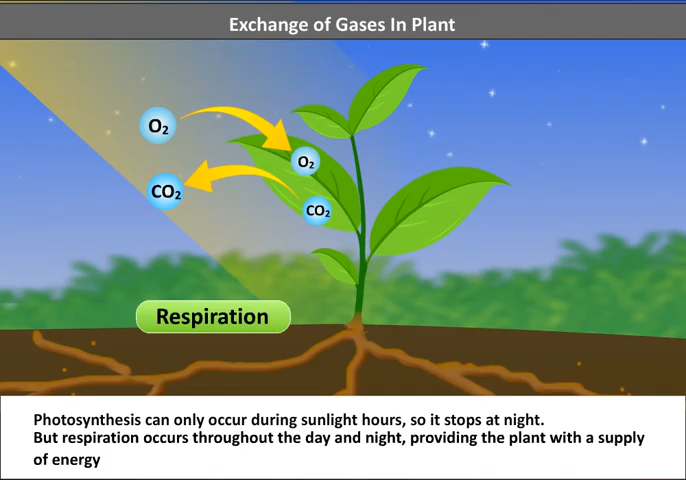 Exchange of Gases In Plant
O₂
O₂
CO₂
CO₂
Respiration
Photosynthesis can only occur during sunlight hours, so it stops at night.
But respiration occurs throughout the day and night, providing the plant with a supply
of energy